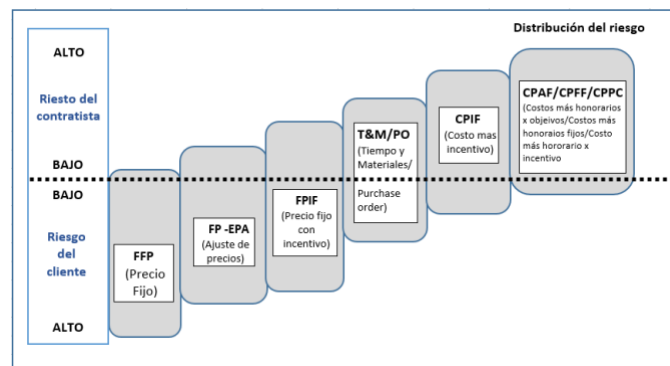 Distribución del riesgo
ALTO
Riesto del
contratista
BAJO
BAJO
Riesgo
del
cliente
ALTO
FFP
(Precio
Fijo)
FP -EPA
(Ajuste de
precios)
FPIF
(Precio fijo
con
incentivo)
T&M/PO
(Tiempo y
Materiales/
Purchase
order)
CPIF
(Costo mas
incentivo)
CPAF/CPFF/CPPC
(Costos más honorarios
x objeivos/Costos más
honoraios fijos/Costo
más hororario x
incentivo